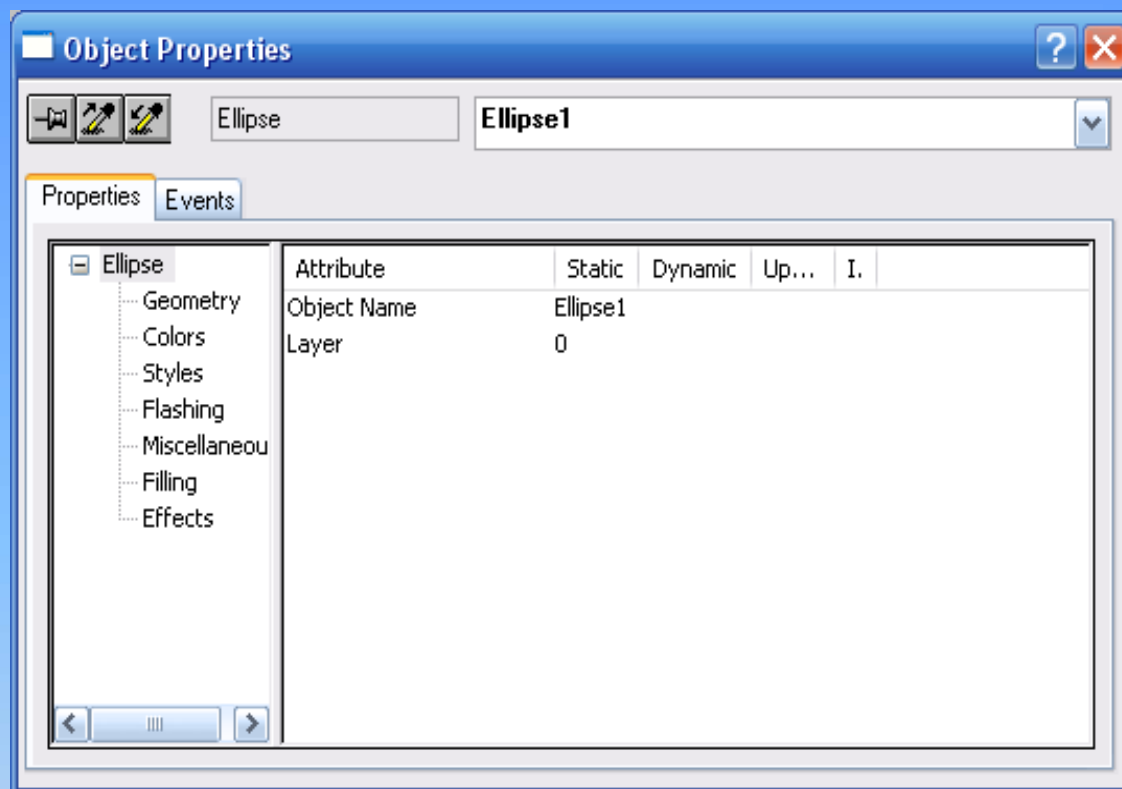 Object Properties
Ellipse Ellipse1
Properties Events
Ellipse
Geometry
Colors
Styles
Flashing
Miscellaneou
Filling
Effects
Attribute Static Dynamic Up... I.
Object Name Ellipse1
Layer 0